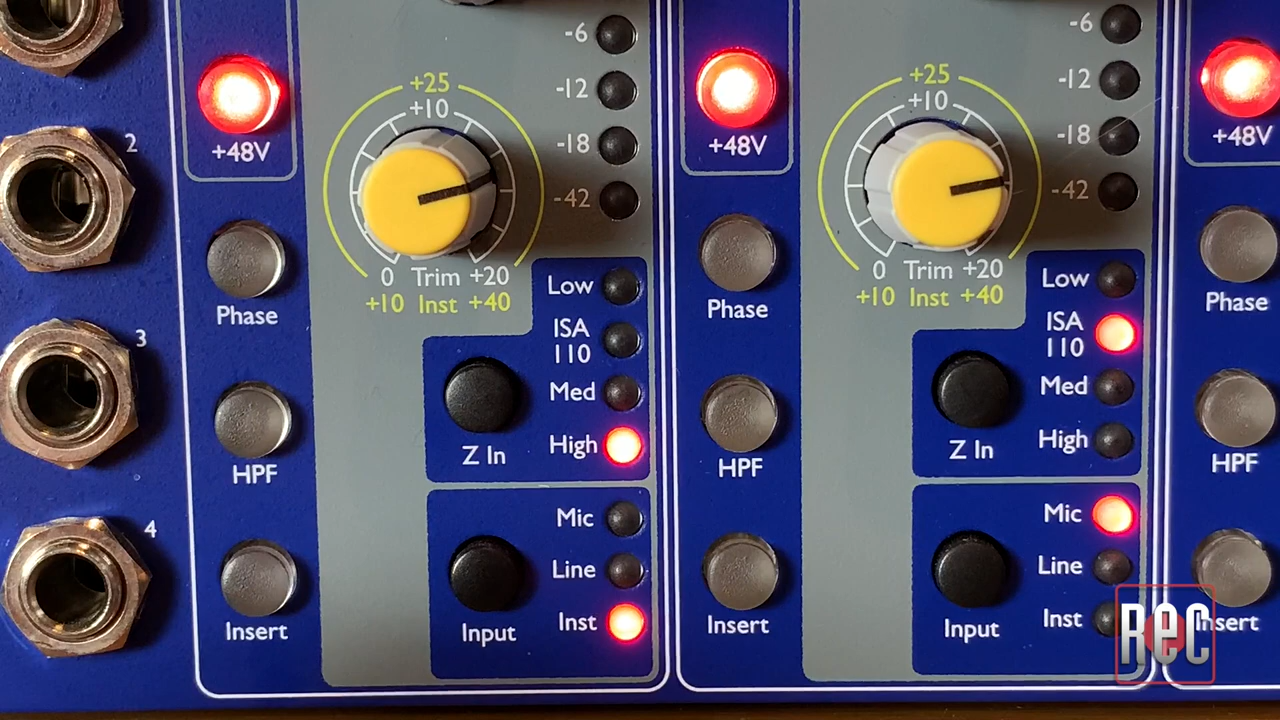 2
3
4
+48V
Phase
HPF
Insert
+25
+10
0 Trim +20
+10 Inst +40
-6
-12
-18
-42
Low
ISA
110
Med
High
Z In
Mic
Line
Inst
Input
+48V
Phase
HPF
Insert
+25
+10
0 Trim +20
+10 Inst +40
-6
-12
-18
-42
Low
ISA
110
Med
High
Z In
Mic
Line
Inst
Input
+48V
Phase
HPF
Insert
ReC